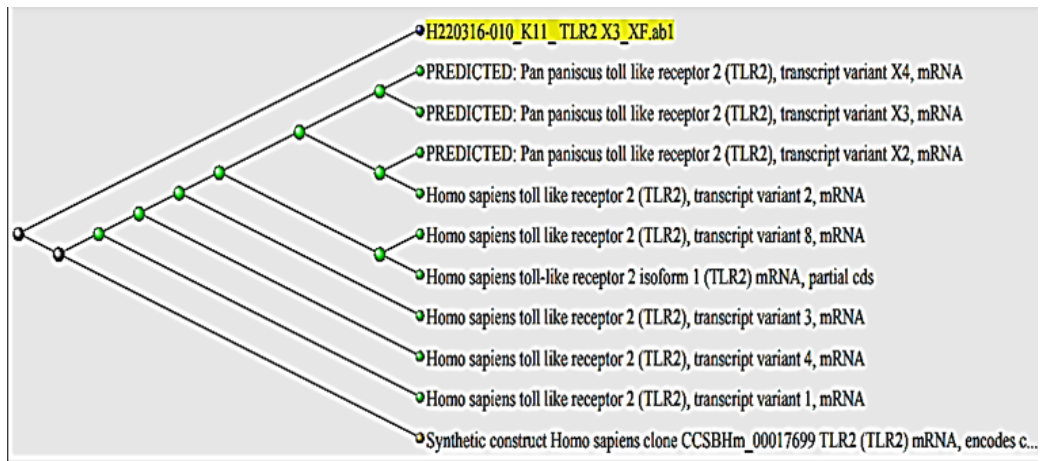 H220316-010_K11_ TLR2 X3_XF.ab1
PREDICTED: Pan paniscus toll like receptor 2 (TLR2), transcript variant X4, mRNA
PREDICTED: Pan paniscus toll like receptor 2 (TLR2), transcript variant X3, mRNA
PREDICTED: Pan paniscus toll like receptor 2 (TLR2), transcript variant X2, mRNA
Homo sapiens toll like receptor 2 (TLR2), transcript variant 2, mRNA
Homo sapiens toll like receptor 2 (TLR2), transcript variant 8, mRNA
Homo sapiens toll-like receptor 2 isoform 1 (TLR2) mRNA, partial cds
Homo sapiens toll like receptor 2 (TLR2), transcript variant 3, mRNA
Homo sapiens toll like receptor 2 (TLR2), transcript variant 4, mRNA
Homo sapiens toll like receptor 2 (TLR2), transcript variant 1, mRNA
Synthetic construct Homo sapiens clone CCSBHm_00017699 TLR2 (TLR2) mRNA, encodes c...